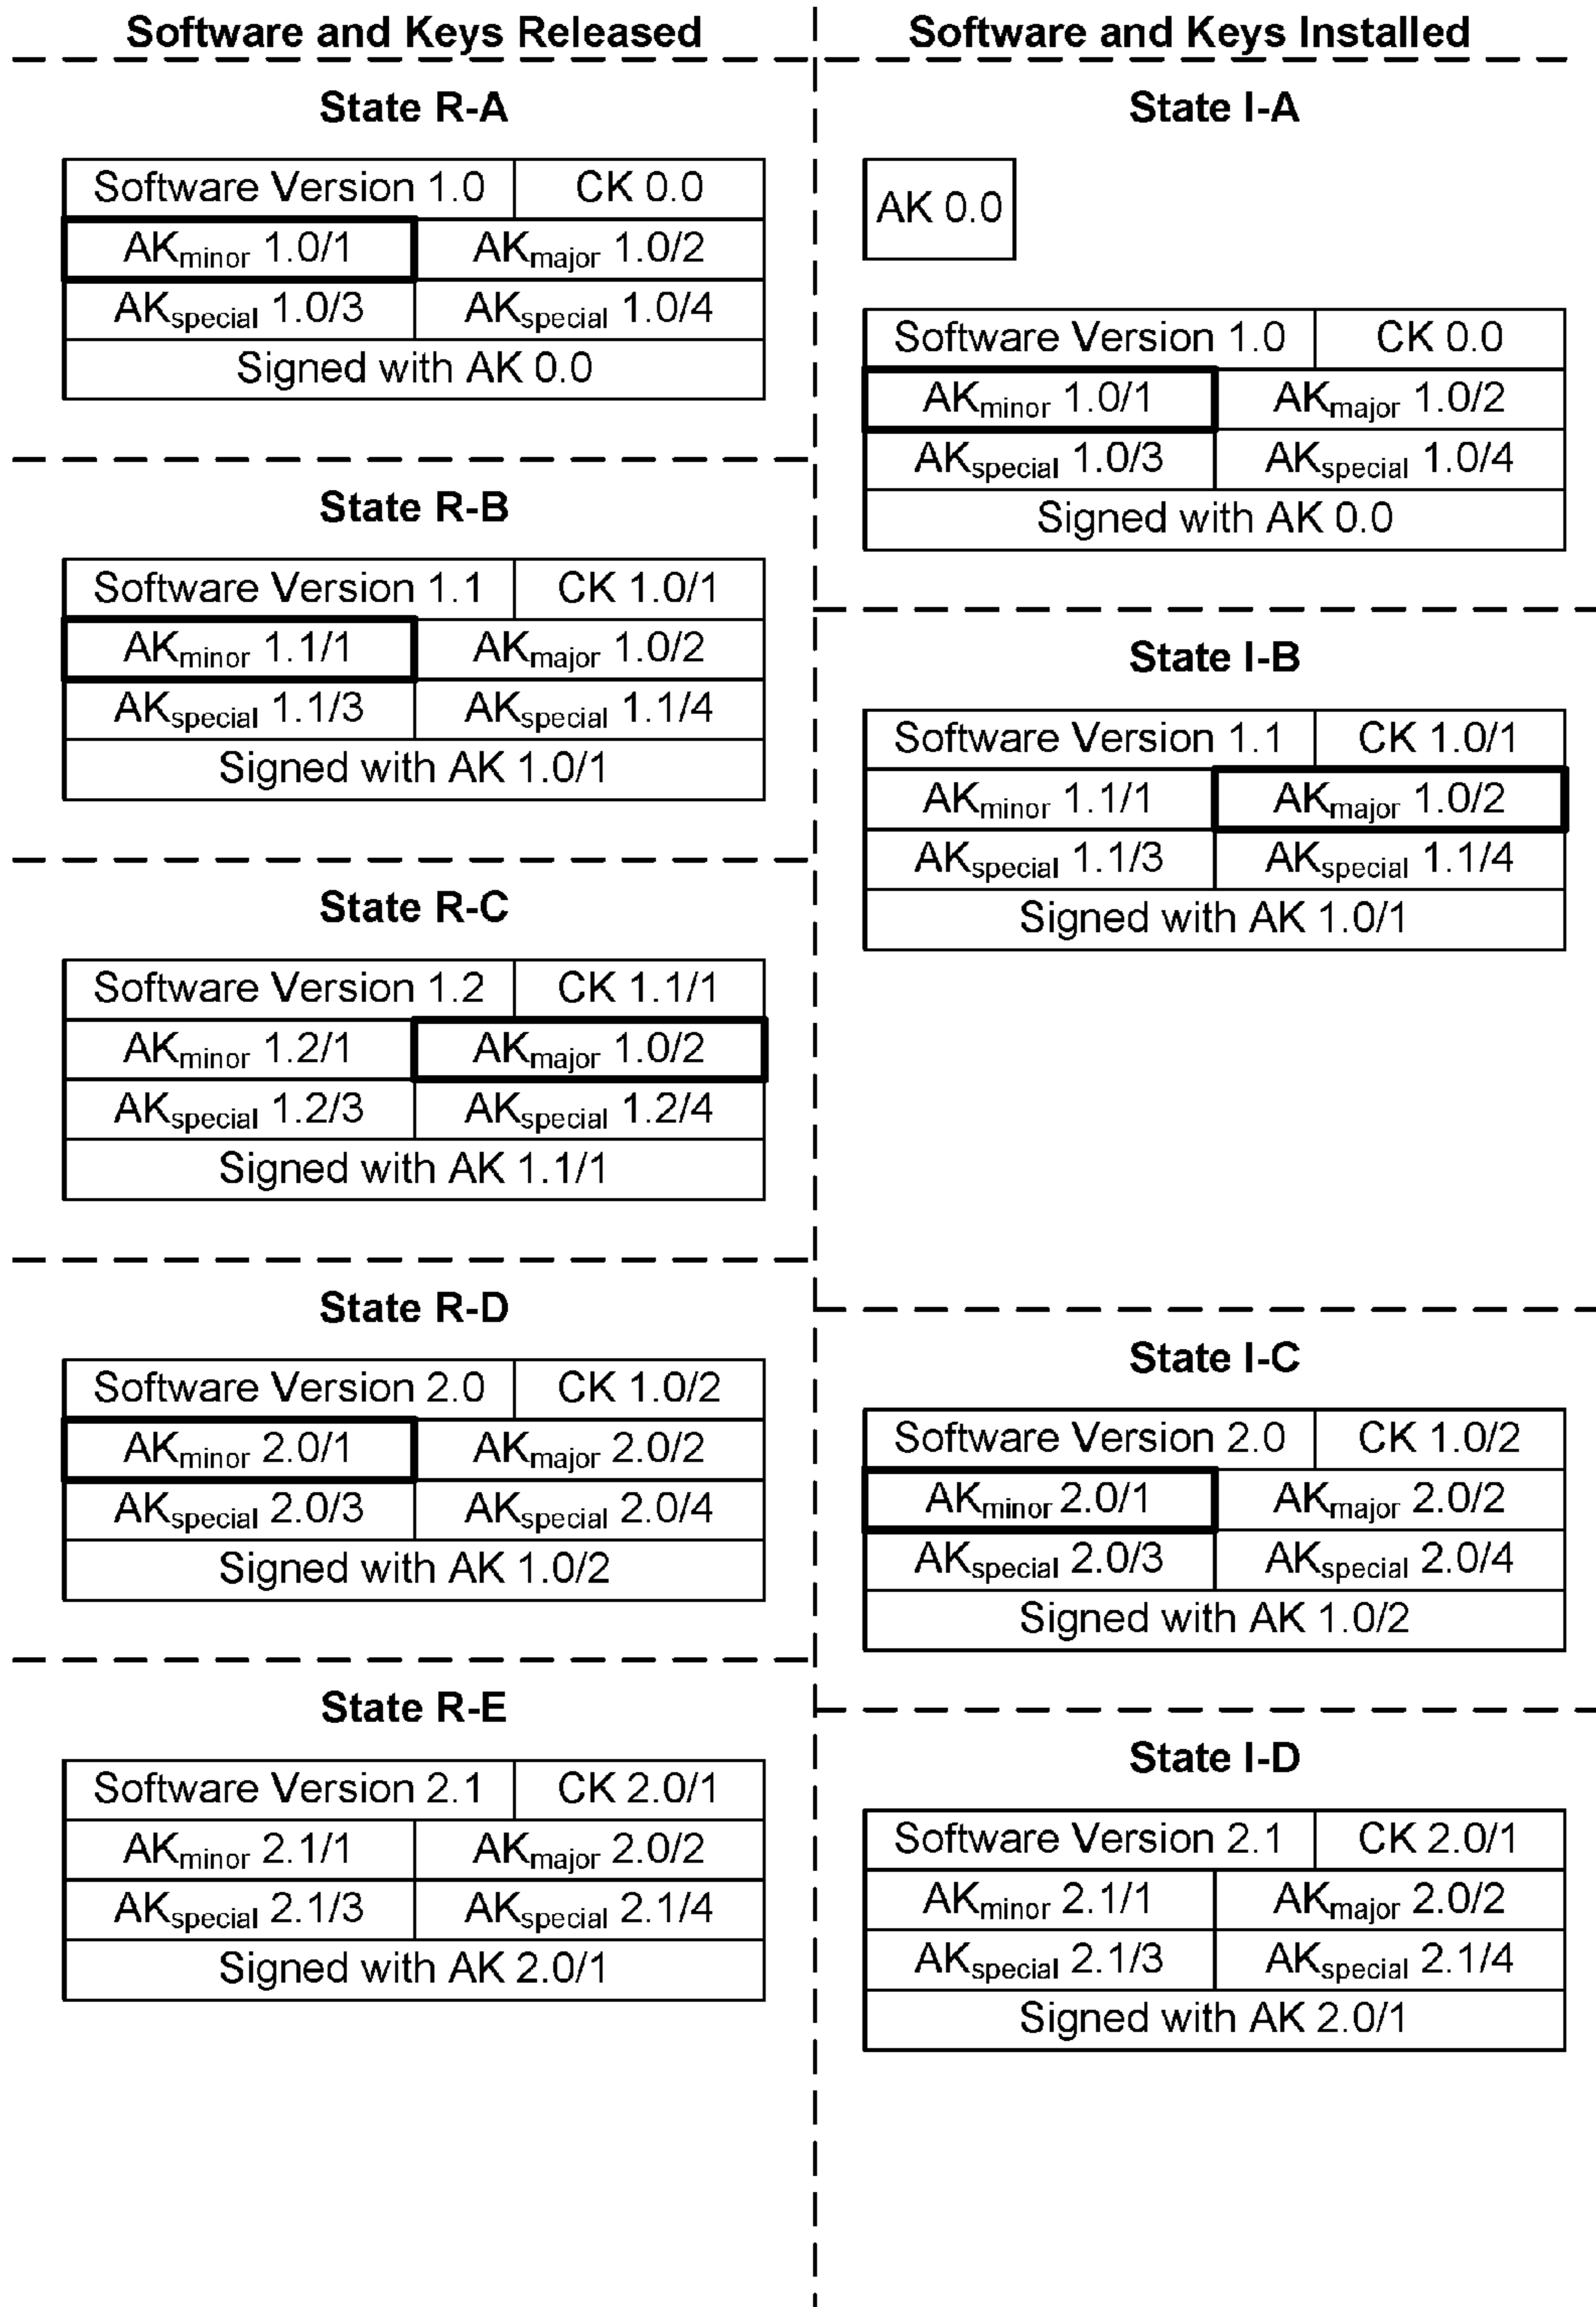 Software and Keys Released
State R-A
Software Version 1.0 CK 0.0
AKminor 1.0/1 AKmajor 1.0/2
AKspecial 1.0/3 AKspecial 1.0/4
Signed with AK 0.0
State R-B
Software Version 1.1 CK 1.0/1
AKminor 1.1/1 AKmajor 1.0/2
AKspecial 1.1/3 AKspecial 1.1/4
Signed with AK 1.0/1
State R-C
Software Version 1.2 CK 1.1/1
AKminor 1.2/1 AKmajor 1.0/2
AKspecial 1.2/3 AKspecial 1.2/4
Signed with AK 1.1/1
State R-D
Software Version 2.0 CK 1.0/2
AKminor 2.0/1 AKmajor 2.0/2
AKspecial 2.0/3 AKspecial 2.0/4
Signed with AK 1.0/2
State R-E
Software Version 2.1 CK 2.0/1
AKminor 2.1/1 AKmajor 2.0/2
AKspecial 2.1/3 AKspecial 2.1/4
Signed with AK 2.0/1
Software and Keys Installed
State I-A
AK 0.0
Software Version 1.0 CK 0.0
AKminor 1.0/1 AKmajor 1.0/2
AKspecial 1.0/3 AKspecial 1.0/4
Signed with AK 0.0
State I-B
Software Version 1.1 CK 1.0/1
AKminor 1.1/1 AKmajor 1.0/2
AKspecial 1.1/3 AKspecial 1.1/4
Signed with AK 1.0/1
State I-C
Software Version 2.0 CK 1.0/2
AKminor 2.0/1 AKmajor 2.0/2
AKspecial 2.0/3 AKspecial 2.0/4
Signed with AK 1.0/2
State I-D
Software Version 2.1 CK 2.0/1
AKminor 2.1/1 AKmajor 2.0/2
AKspecial 2.1/3 AKspecial 2.1/4
Signed with AK 2.0/1